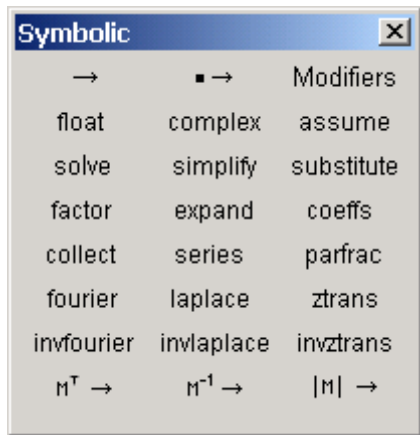 Symbolic
→ ▪ → Modifiers
float complex assume
solve simplify substitute
factor expand coeffs
collect series parfrac
fourier laplace ztrans
invfourier invlaplace invztrans
Mᵀ → M⁻¹ → |M| →